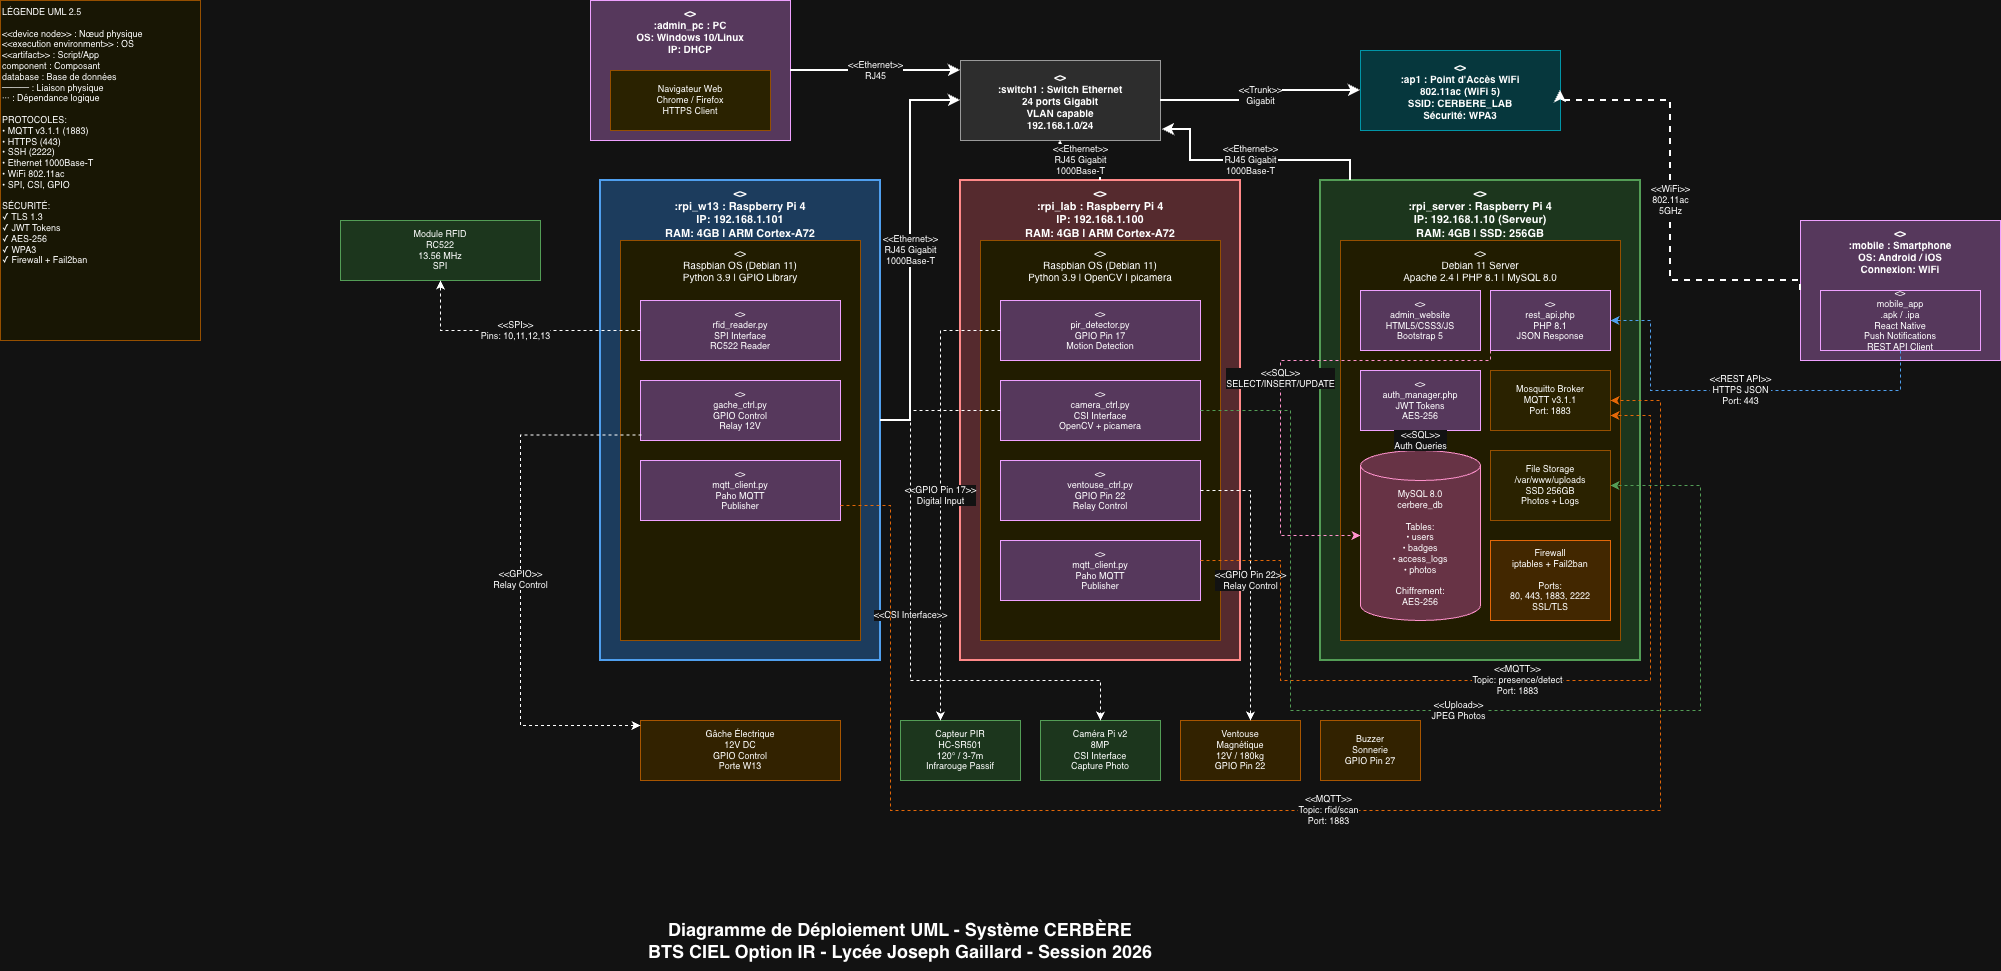 LÉGENDE UML 2.5
<<device node>> : Nœud physique
<<execution environment>> : OS
<<artifact>> : Script/App
component : Composant
database : Base de données
——— : Liaison physique
··· : Dépendance logique
PROTOCOLES:
• MQTT v3.1.1 (1883)
• HTTPS (443)
• SSH (2222)
• Ethernet 1000Base-T
• WiFi 802.11ac
• SPI, CSI, GPIO
SÉCURITÉ:
✓ TLS 1.3
✓ JWT Tokens
✓ AES-256
✓ WPA3
✓ Firewall + Fail2ban
<>
:admin_pc : PC
OS: Windows 10/Linux
IP: DHCP
Navigateur Web
Chrome / Firefox
HTTPS Client
<<Ethernet>>
RJ45
<>
:switch1 : Switch Ethernet
24 ports Gigabit
VLAN capable
192.168.1.0/24
<<Trunk>>
Gigabit
<>
:ap1 : Point d'Accès WiFi
802.11ac (WiFi 5)
SSID: CERBERE_LAB
Sécurité: WPA3
<<Ethernet>>
RJ45 Gigabit
1000Base-T
<<Ethernet>>
RJ45 Gigabit
1000Base-T
<<WiFi>>
802.11ac
5GHz
Module RFID
RC522
13.56 MHz
SPI
<<SPI>>
Pins: 10,11,12,13
<>
:rpi_w13 : Raspberry Pi 4
IP: 192.168.1.101
RAM: 4GB | ARM Cortex-A72
<>
Raspbian OS (Debian 11)
Python 3.9 | GPIO Library
<>
rfid_reader.py
SPI Interface
RC522 Reader
<>
gache_ctrl.py
GPIO Control
Relay 12V
<>
mqtt_client.py
Paho MQTT
Publisher
<<Ethernet>>
RJ45 Gigabit
1000Base-T
<>
:rpi_lab : Raspberry Pi 4
IP: 192.168.1.100
RAM: 4GB | ARM Cortex-A72
<>
Raspbian OS (Debian 11)
Python 3.9 | OpenCV | picamera
<>
pir_detector.py
GPIO Pin 17
Motion Detection
<>
camera_ctrl.py
CSI Interface
OpenCV + picamera
<>
ventouse_ctrl.py
GPIO Pin 22
Relay Control
<>
mqtt_client.py
Paho MQTT
Publisher
<>
:rpi_server : Raspberry Pi 4
IP: 192.168.1.10 (Serveur)
RAM: 4GB | SSD: 256GB
<>
Debian 11 Server
Apache 2.4 | PHP 8.1 | MySQL 8.0
<>
admin_website
HTML5/CSS3/JS
Bootstrap 5
<>
rest_api.php
PHP 8.1
JSON Response
<>
auth_manager.php
JWT Tokens
AES-256
Mosquitto Broker
MQTT v3.1.1
Port: 1883
<<SQL>>
SELECT/INSERT/UPDATE
<<SQL>>
Auth Queries
MySQL 8.0
cerbere_db
Tables:
• users
• badges
• access_logs
• photos
Chiffrement:
AES-256
File Storage
/var/www/uploads
SSD 256GB
Photos + Logs
Firewall
iptables + Fail2ban
Ports:
80, 443, 1883, 2222
SSL/TLS
<>
:mobile : Smartphone
OS: Android / iOS
Connexion: WiFi
<>
mobile_app
.apk / .ipa
React Native
Push Notifications
REST API Client
<<REST API>>
HTTPS JSON
Port: 443
<<GPIO>>
Relay Control
<<GPIO Pin 17>>
Digital Input
<<CSI Interface>>
<<GPIO Pin 22>>
Relay Control
<<MQTT>>
Topic: presence/detect
Port: 1883
<<Upload>>
JPEG Photos
Gâche Électrique
12V DC
GPIO Control
Porte W13
Capteur PIR
HC-SR501
120° / 3-7m
Infrarouge Passif
Caméra Pi v2
8MP
CSI Interface
Capture Photo
Ventouse
Magnétique
12V / 180kg
GPIO Pin 22
Buzzer
Sonnerie
GPIO Pin 27
<<MQTT>>
Topic: rfid/scan
Port: 1883
Diagramme de Déploiement UML - Système CERBÈRE
BTS CIEL Option IR - Lycée Joseph Gaillard - Session 2026